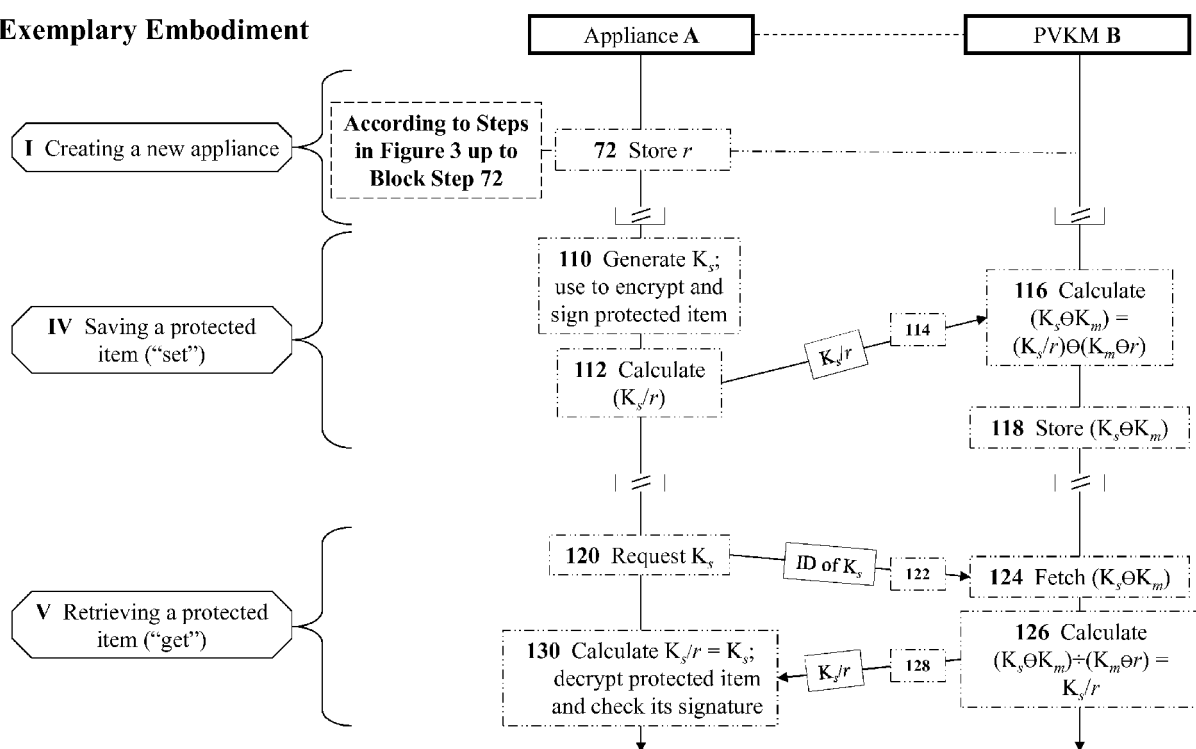 Exemplary Embodiment
Appliance A
PVKM B
I Creating a new appliance
According to Steps
in Figure 3 up to
Block Step 72
72 Store r
IV Saving a protected
item (“set”)
110 Generate Kₛ;
use to encrypt and
sign protected item
112 Calculate
(Kₛ/r)
Kₛ/r
114
116 Calculate
(KₛΘKₘ) =
(Kₛ/r)Θ(KₘΘr)
118 Store (KₛΘKₘ)
V Retrieving a protected
item (“get”)
120 Request Kₛ
ID of Kₛ
122
124 Fetch (KₛΘKₘ)
126 Calculate
(KₛΘKₘ)÷(KₘΘr) =
Kₛ/r
128
Kₛ/r
130 Calculate Kₛ/r = Kₛ;
decrypt protected item
and check its signature